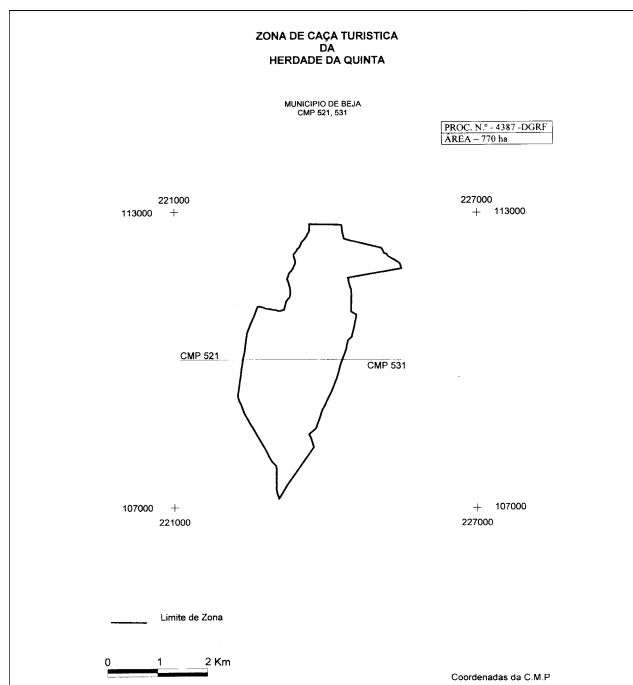 ZONA DE CAÇA TURISTICA
DA
HERDADE DA QUINTA
MUNICIPIO DE BEJA
CMP 521, 531
PROC. N.º - 4387 -DGRF
ÁREA – 770 ha
221000
227000
113000
113000
CMP 521
CMP 531
107000
107000
221000
227000
Limite de Zona
0 1 2 Km
Coordenadas da C.M.P